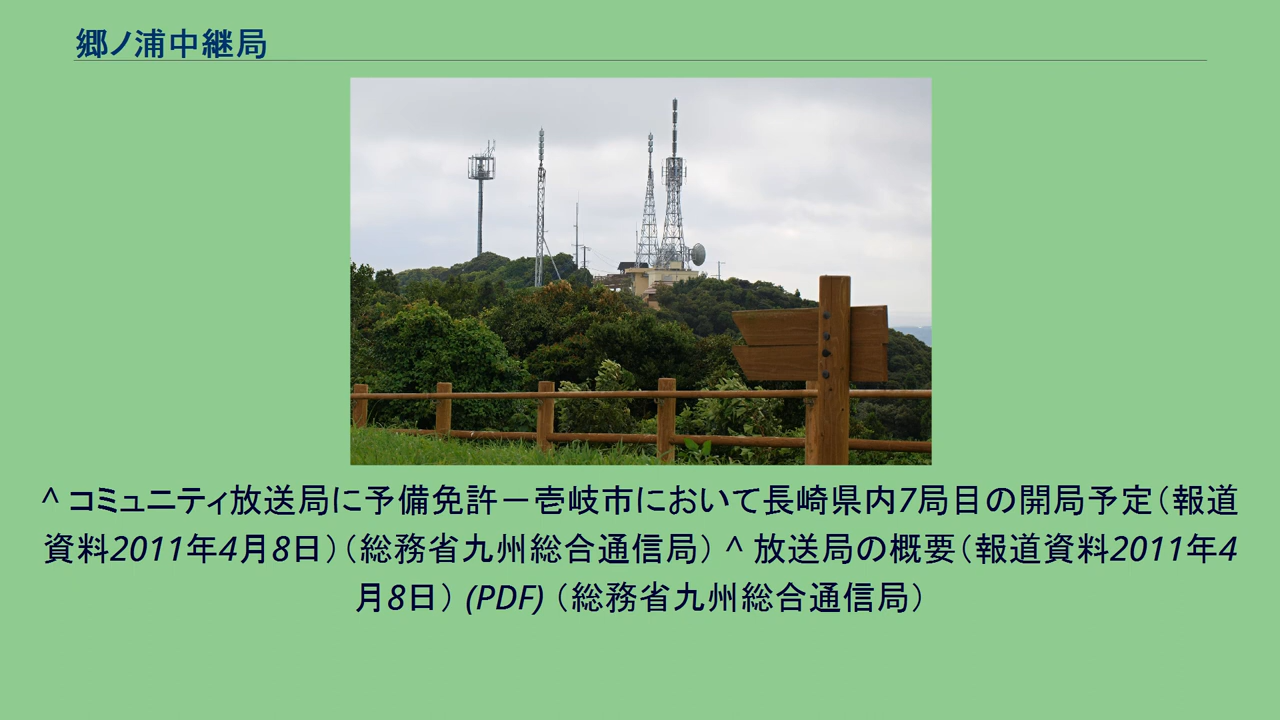 郷ノ浦中継局
^ コミュニティ放送局に予備免許－壱岐市において長崎県内7局目の開局予定（報道
資料2011年4月8日）（総務省九州総合通信局） ^ 放送局の概要（報道資料2011年4
月8日） (PDF) （総務省九州総合通信局）